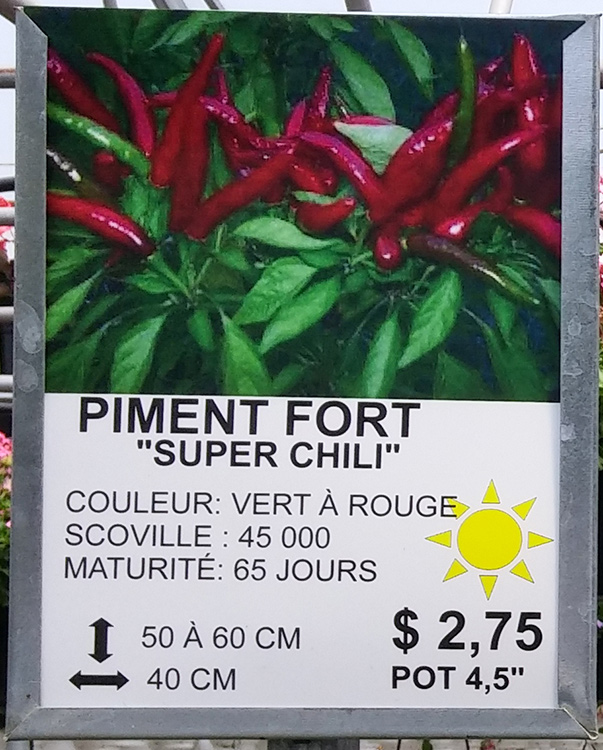 PIMENT FORT
"SUPER CHILI"
COULEUR: VERT À ROUGE
SCOVILLE : 45 000
MATURITÉ: 65 JOURS
50 À 60 CM
40 CM
$ 2,75
POT 4,5"